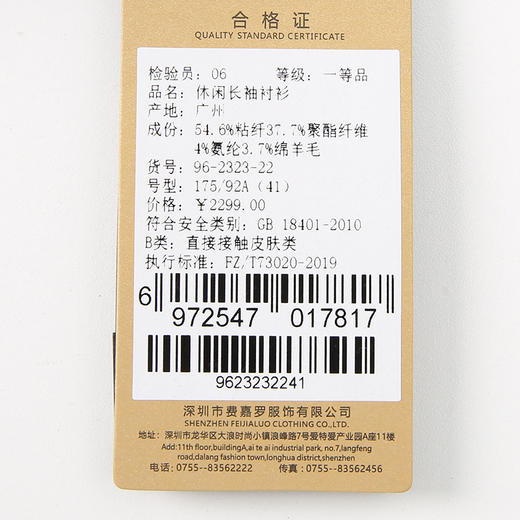 合格证
QUALITY STANDARD CERTIFICATE
检验员: 06 等级: 一等品
品名: 休闲长袖衬衫
产地: 广州
成份: 54.6%粘纤37.7%聚酯纤维
4%氨纶3.7%绵羊毛
货号: 96-2323-22
号型: 175/92A (41)
价格: ¥2299.00
符合安全类别: GB 18401-2010
B类: 直接接触皮肤类
执行标准: FZ/T73020-2019
6 972547 017817
9623232241
深圳市费嘉罗服饰有限公司
SHENZHEN FEIJIALUO CLOTHING CO.,LTD.
深圳市龙华区大浪时尚小镇浪峰路7号爱特爱产业园A座11楼
Add:11th floor,buildingA,ai te ai industrial park, no.7,langfeng
road,dalang fashion town,longhua district,shenzhen
电话: 0755--83562222 传真: 0755--83562456